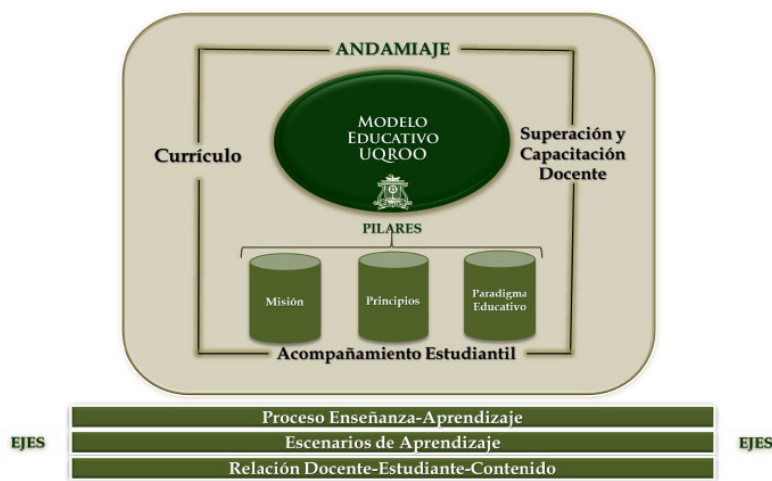 ANDAMIAJE
MODELO
EDUCATIVO
UQROO
Currículo
Superación y
Capacitación
Docente
PILARES
Misión
Principios
Paradigma
Educativo
Acompañamiento Estudiantil
Proceso Enseñanza-Aprendizaje
EJES
Escenarios de Aprendizaje
EJES
Relación Docente-Estudiante-Contenido